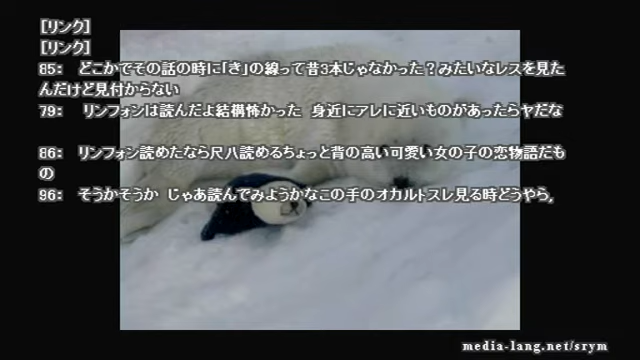 [リンク]
[リンク]
85: どこかでその話の時に｢き｣の線って昔3本じゃなかった？みたいなレスを見た
んだけど見付からない
79: リンフォンは読んだよ結構怖かった 身近にアレに近いものがあったらヤだな
86: リンフォン読めたなら尺八読めるちょっと背の高い可愛い女の子の恋物語だも
の
96: そうかそうか じゃあ読んでみようかなこの手のオカルトスレ見る時どうやら,
media-lang.net/srym